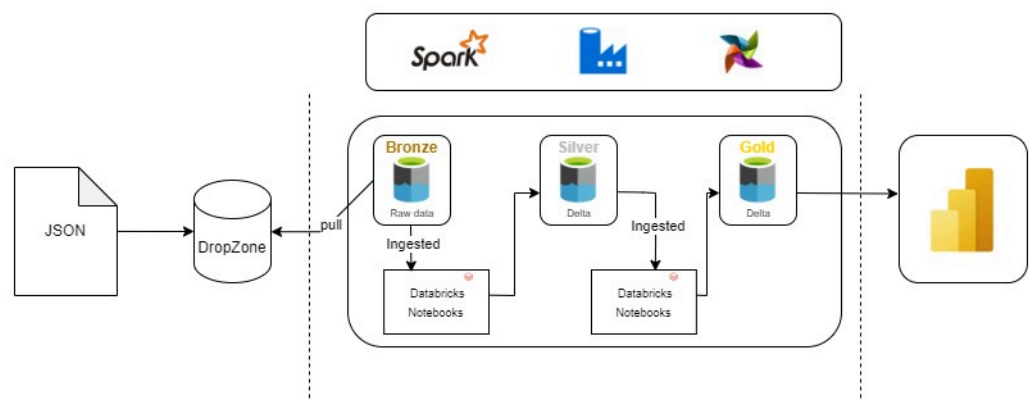 Spark
Bronze
Raw data
Silver
Delta
Gold
Delta
JSON
DropZone
pull
Ingested
Ingested
Databricks
Notebooks
Databricks
Notebooks